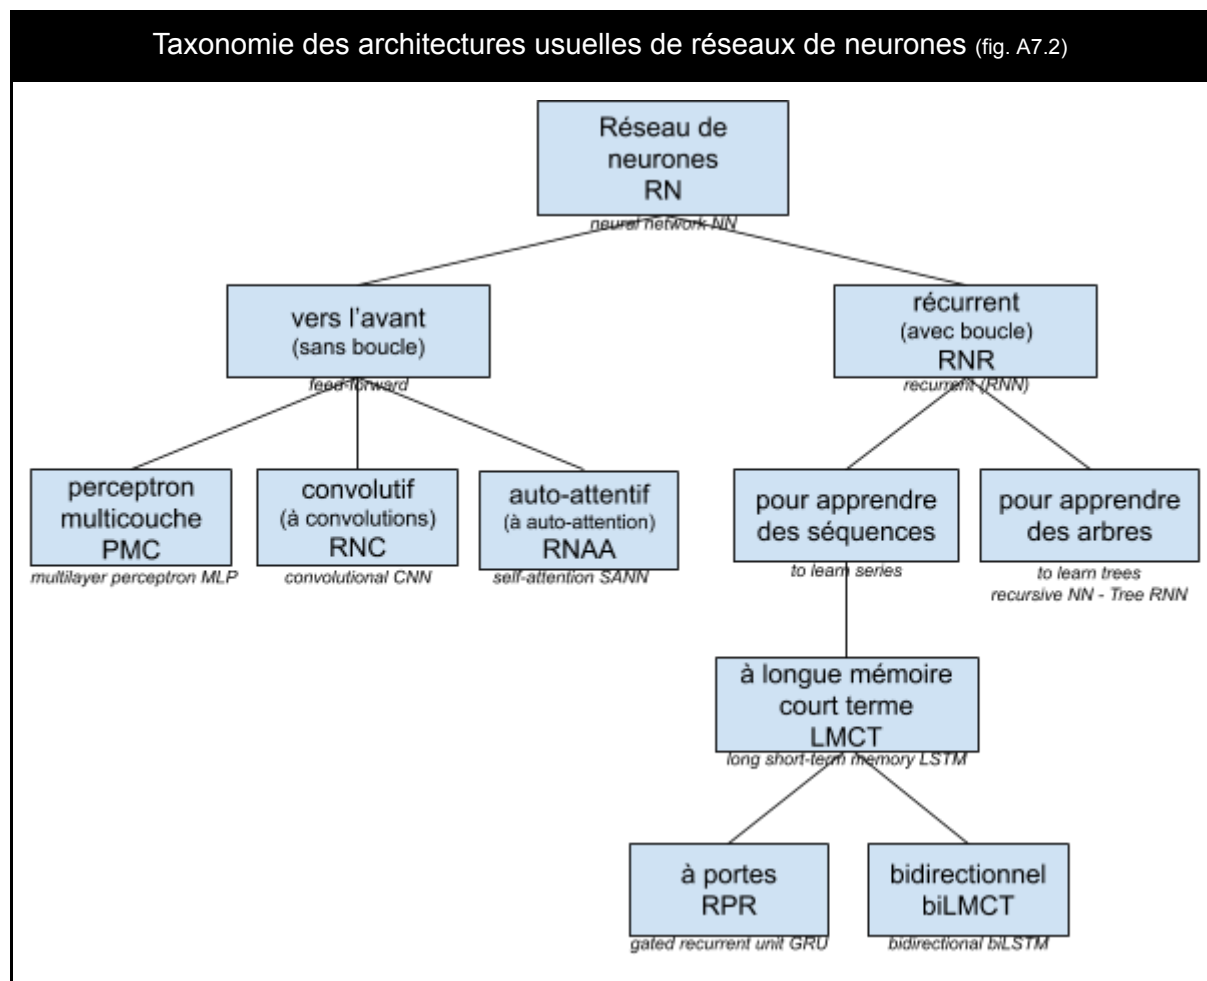 Taxonomie des architectures usuelles de réseaux de neurones (fig. A7.2)
Réseau de
neurones
RN
neural network NN
vers l'avant
(sans boucle)
feed-forward
récurrent
(avec boucle)
RNR
recurrent (RNN)
perceptron
multicouche
PMC
multilayer perceptron MLP
convolutif
(à convolutions)
RNC
convolutional CNN
auto-attentif
(à auto-attention)
RNAA
self-attention SANN
pour apprendre
des séquences
to learn series
pour apprendre
des arbres
to learn trees
recursive NN - Tree RNN
à longue mémoire
court terme
LMCT
long short-term memory LSTM
à portes
RPR
gated recurrent unit GRU
bidirectionnel
biLMCT
bidirectional biLSTM